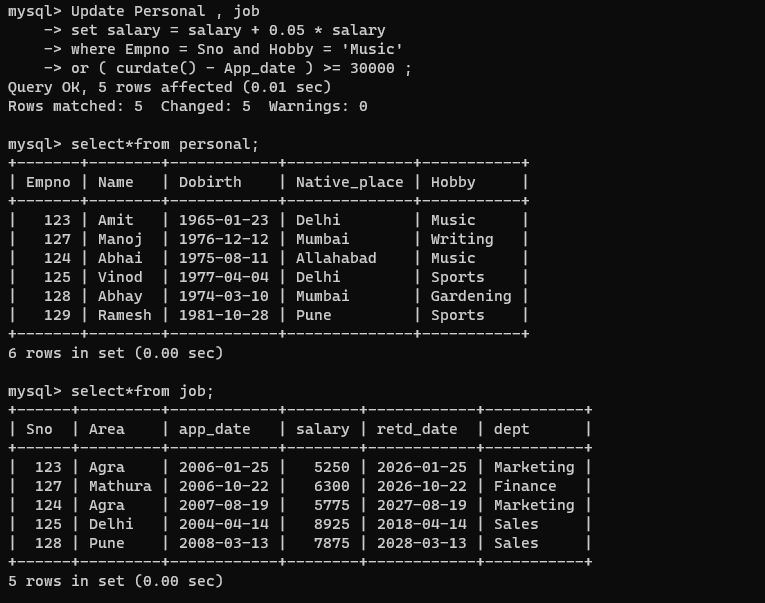 mysql> Update Personal , job
    -> set salary = salary + 0.05 * salary
    -> where Empno = Sno and Hobby = 'Music'
    -> or ( curdate() - App_date ) >= 30000 ;
Query OK, 5 rows affected (0.01 sec)
Rows matched: 5  Changed: 5  Warnings: 0

mysql> select*from personal;
+-------+--------+------------+--------------+-----------+
| Empno | Name   | Dobirth    | Native_place | Hobby     |
+-------+--------+------------+--------------+-----------+
|   123 | Amit   | 1965-01-23 | Delhi        | Music     |
|   127 | Manoj  | 1976-12-12 | Mumbai       | Writing   |
|   124 | Abhai  | 1975-08-11 | Allahabad    | Music     |
|   125 | Vinod  | 1977-04-04 | Delhi        | Sports    |
|   128 | Abhay  | 1974-03-10 | Mumbai       | Gardening |
|   129 | Ramesh | 1981-10-28 | Pune         | Sports    |
+-------+--------+------------+--------------+-----------+
6 rows in set (0.00 sec)

mysql> select*from job;
+------+---------+------------+--------+------------+-----------+
| Sno  | Area    | app_date   | salary | retd_date  | dept      |
+------+---------+------------+--------+------------+-----------+
|  123 | Agra    | 2006-01-25 |   5250 | 2026-01-25 | Marketing |
|  127 | Mathura | 2006-10-22 |   6300 | 2026-10-22 | Finance   |
|  124 | Agra    | 2007-08-19 |   5775 | 2027-08-19 | Marketing |
|  125 | Delhi   | 2004-04-14 |   8925 | 2018-04-14 | Sales     |
|  128 | Pune    | 2008-03-13 |   7875 | 2028-03-13 | Sales     |
+------+---------+------------+--------+------------+-----------+
5 rows in set (0.00 sec)